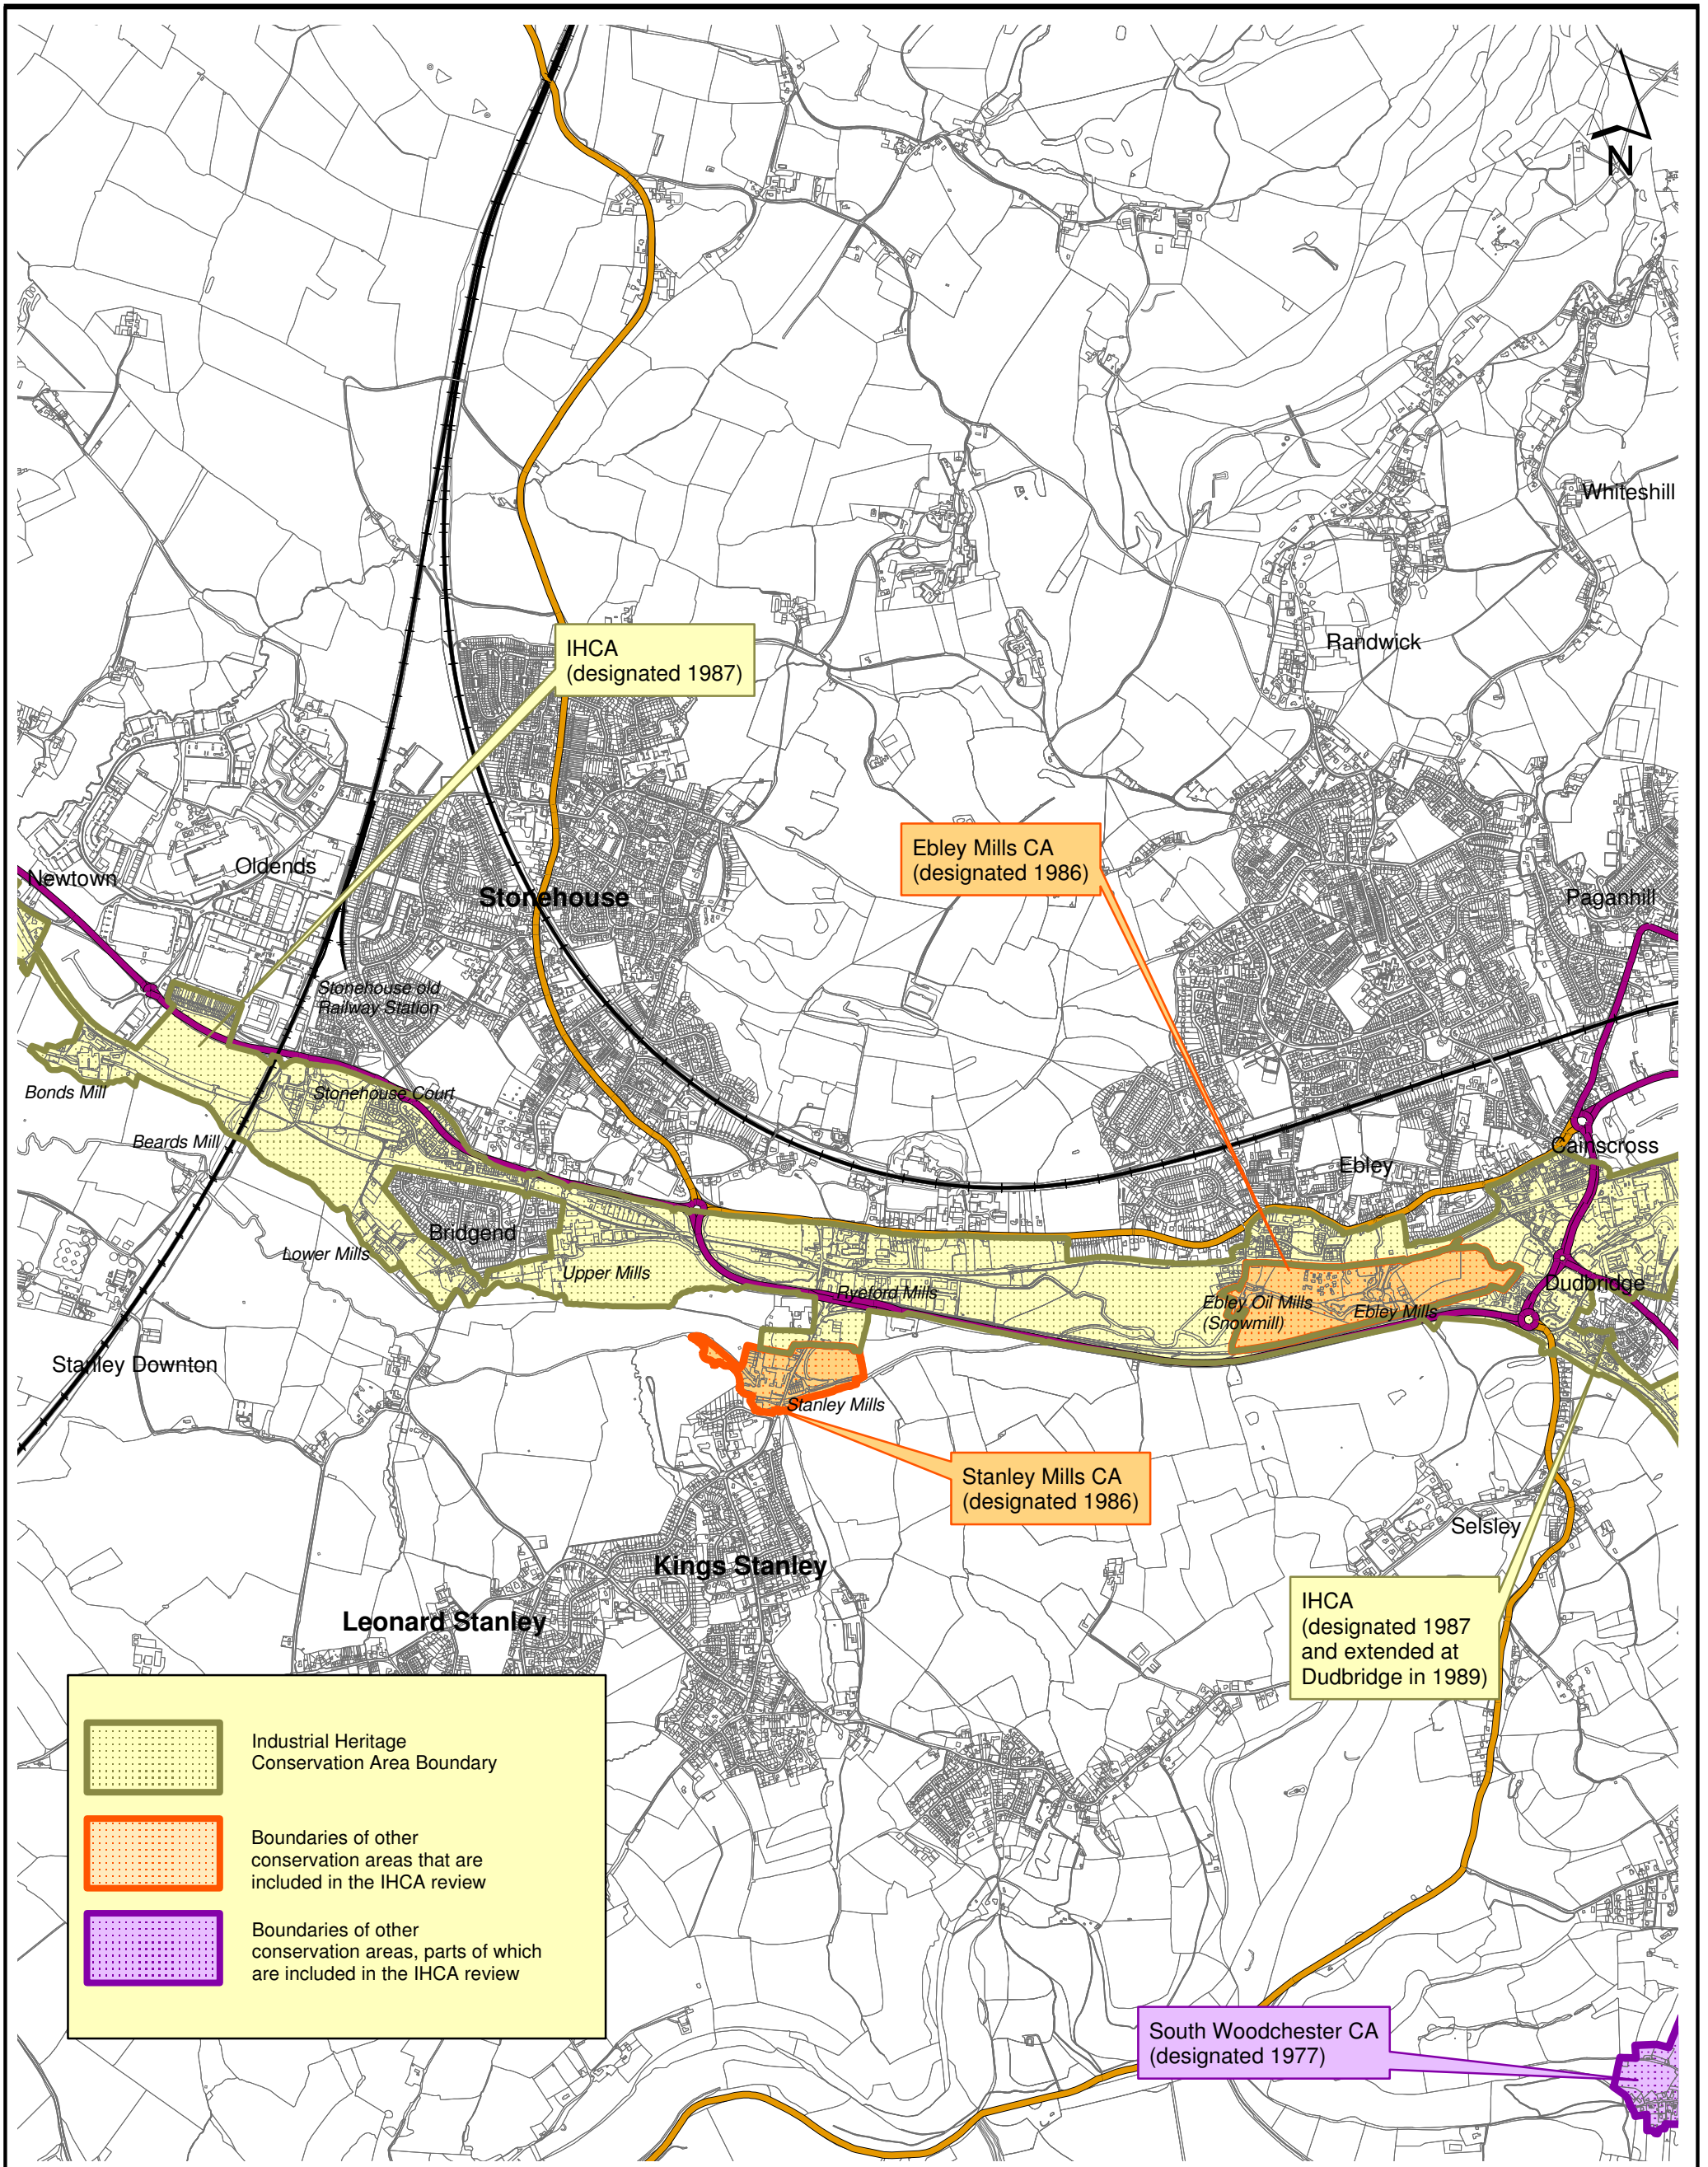 N
Whiteshill
Randwick
IHCA
(designated 1987)
Ebley Mills CA
(designated 1986)
Oldends
Newtown
Stonehouse
Paganhill
Stonehouse old
Railway Station
Bonds Mill
Stonehouse Court
Beards Mill
Cainscross
Ebley
Bridgend
Lower Mills
Upper Mills
Dudbridge
Ryeford Mills
Ebley Oil Mills
(Snowmill)
Ebley Mills
Stanley Downton
Stanley Mills
Stanley Mills CA
(designated 1986)
Selsley
Kings Stanley
Leonard Stanley
IHCA
(designated 1987
and extended at
Dudbridge in 1989)
Industrial Heritage
Conservation Area Boundary
Boundaries of other
conservation areas that are
included in the IHCA review
Boundaries of other
conservation areas, parts of which
are included in the IHCA review
South Woodchester CA
(designated 1977)